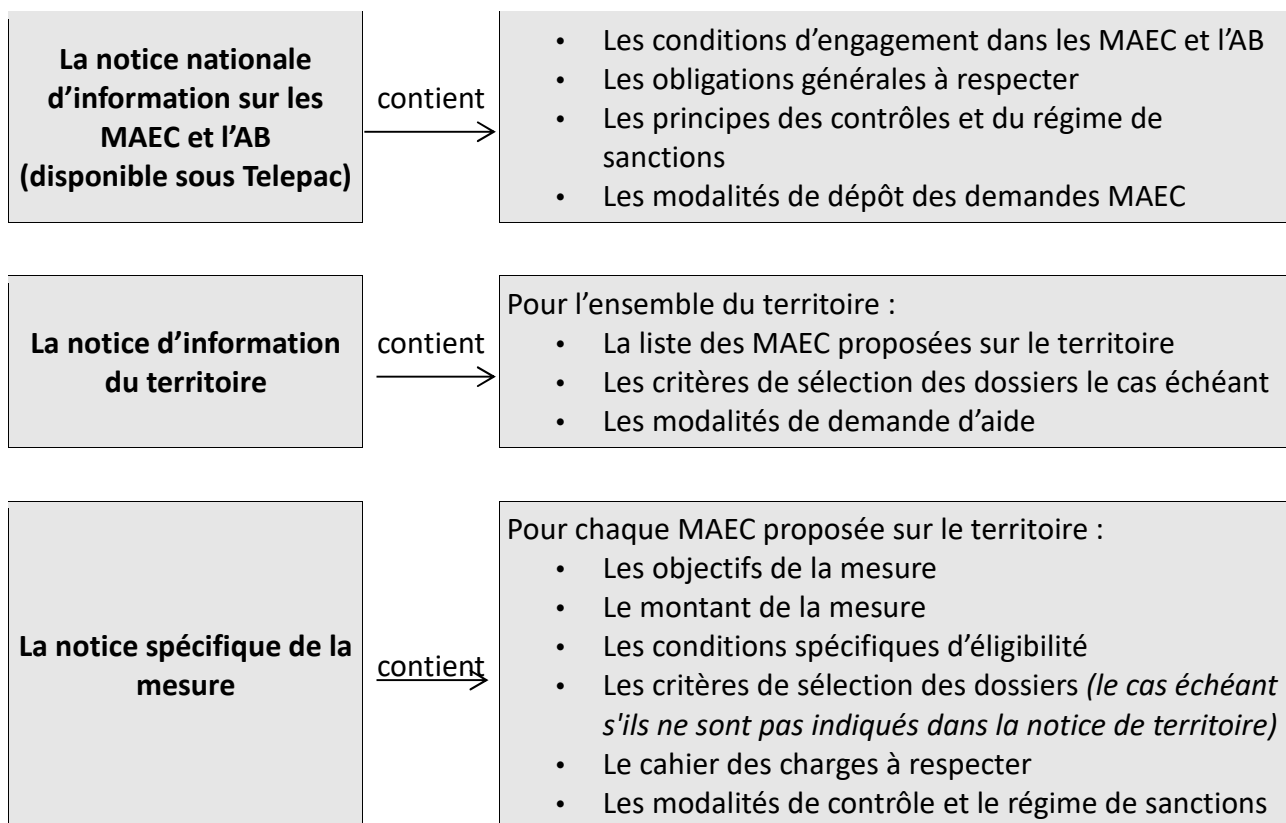 La notice nationale
d’information sur les
MAEC et l’AB
(disponible sous Telepac)
contient
• Les conditions d’engagement dans les MAEC et l’AB
• Les obligations générales à respecter
• Les principes des contrôles et du régime de
sanctions
• Les modalités de dépôt des demandes MAEC
La notice d’information
du territoire
contient
Pour l’ensemble du territoire :
• La liste des MAEC proposées sur le territoire
• Les critères de sélection des dossiers le cas échéant
• Les modalités de demande d’aide
La notice spécifique de la
mesure
contient
Pour chaque MAEC proposée sur le territoire :
• Les objectifs de la mesure
• Le montant de la mesure
• Les conditions spécifiques d’éligibilité
• Les critères de sélection des dossiers (le cas échéant
s'ils ne sont pas indiqués dans la notice de territoire)
• Le cahier des charges à respecter
• Les modalités de contrôle et le régime de sanctions